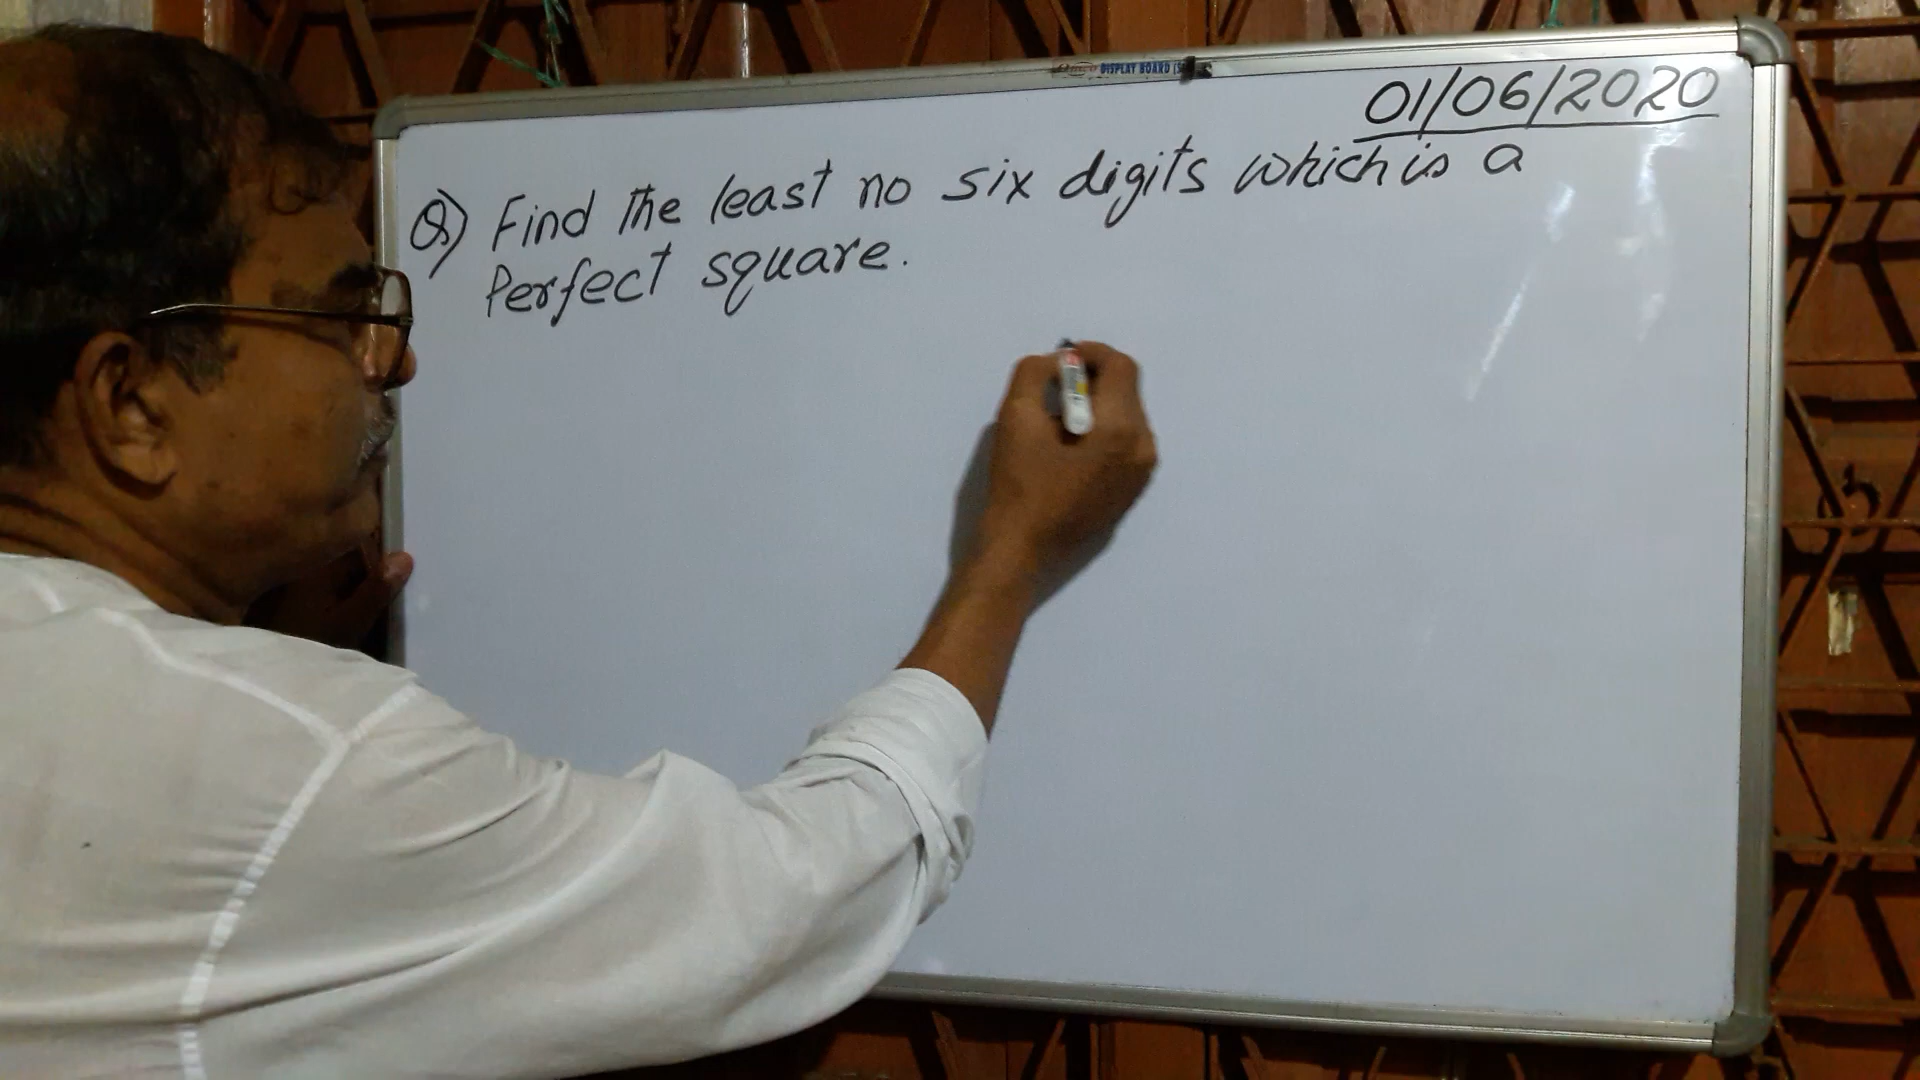 DISPLAY BOARD
01/06/2020
Q) Find the least no six digits which is a
Perfect square.